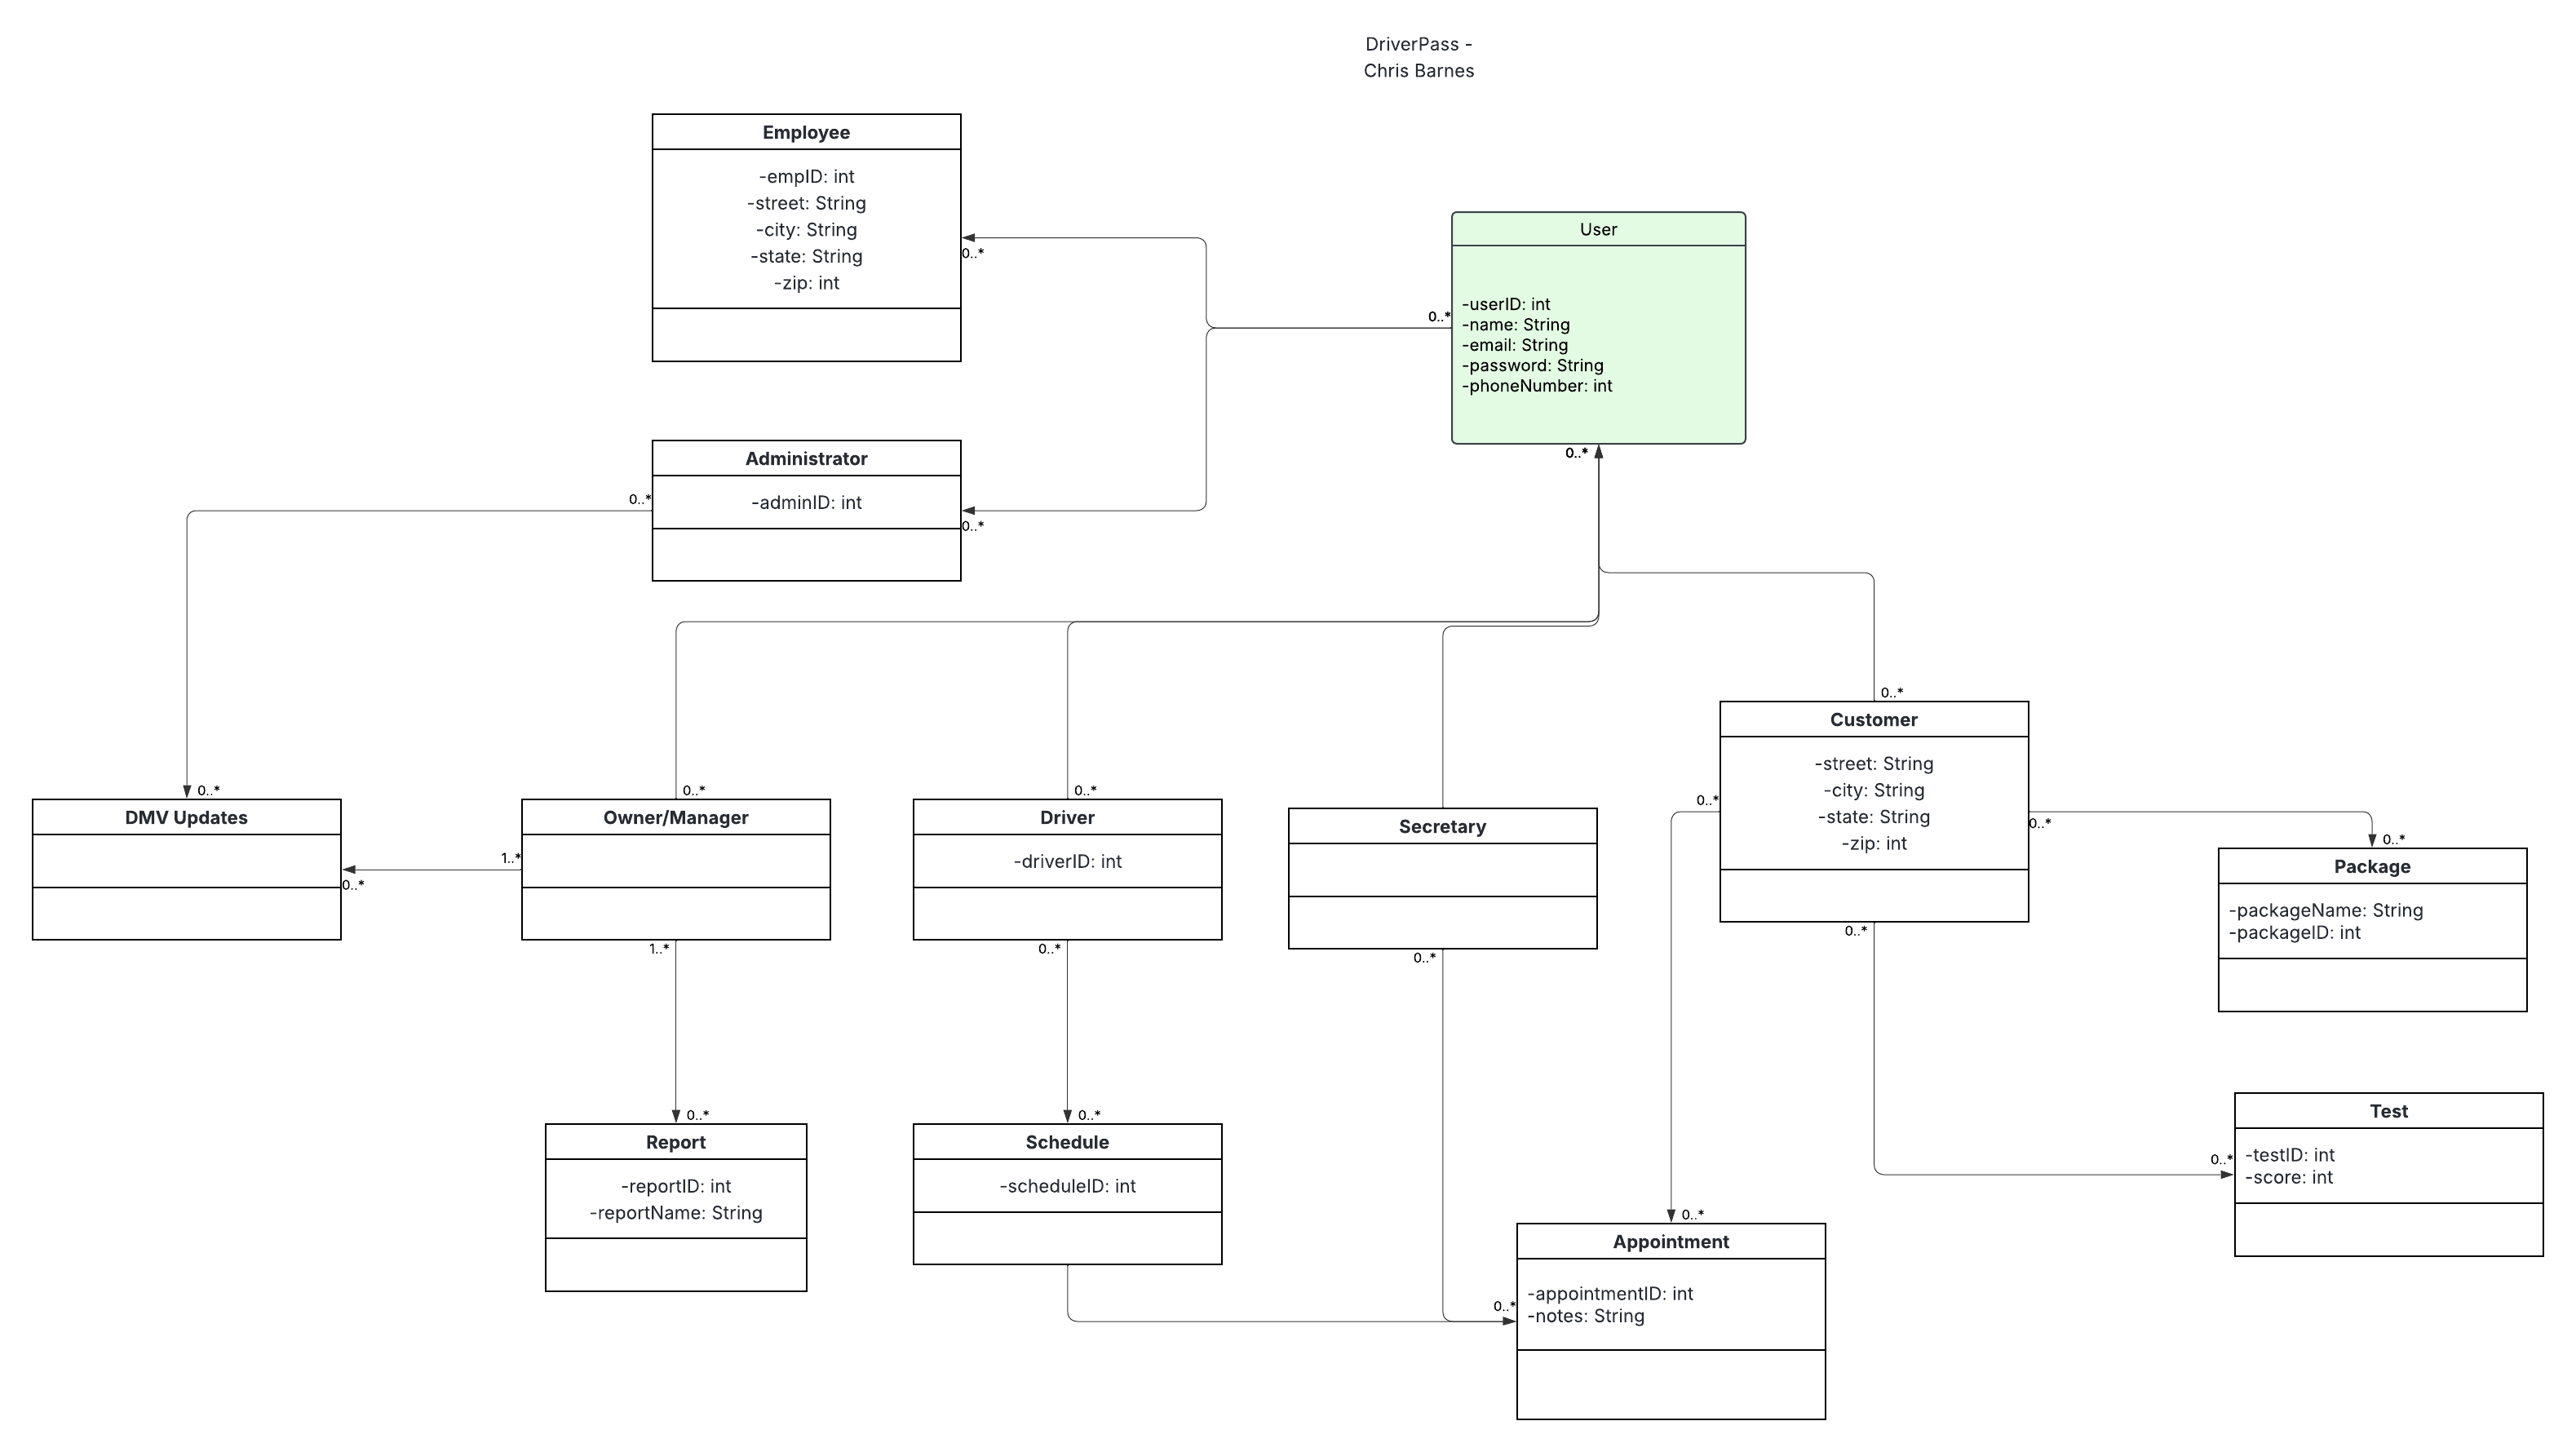 DriverPass -
Chris Barnes
Employee
-empID: int
-street: String
-city: String
-state: String
-zip: int
0..*
User
-userID: int
-name: String
-email: String
-password: String
-phoneNumber: int
0..*
0..*
Administrator
-adminID: int
0..*
0..*
0..*
0..*
DMV Updates
0..*
0..*
Owner/Manager
1..*
1..*
0..*
Driver
-driverID: int
0..*
Secretary
0..*
0..*
Customer
-street: String
-city: String
-state: String
-zip: int
0..*
0..*
0..*
0..*
Package
-packageName: String
-packageID: int
0..*
Report
-reportID: int
-reportName: String
0..*
Schedule
-scheduleID: int
0..*
Test
-testID: int
-score: int
0..*
0..*
Appointment
-appointmentID: int
-notes: String